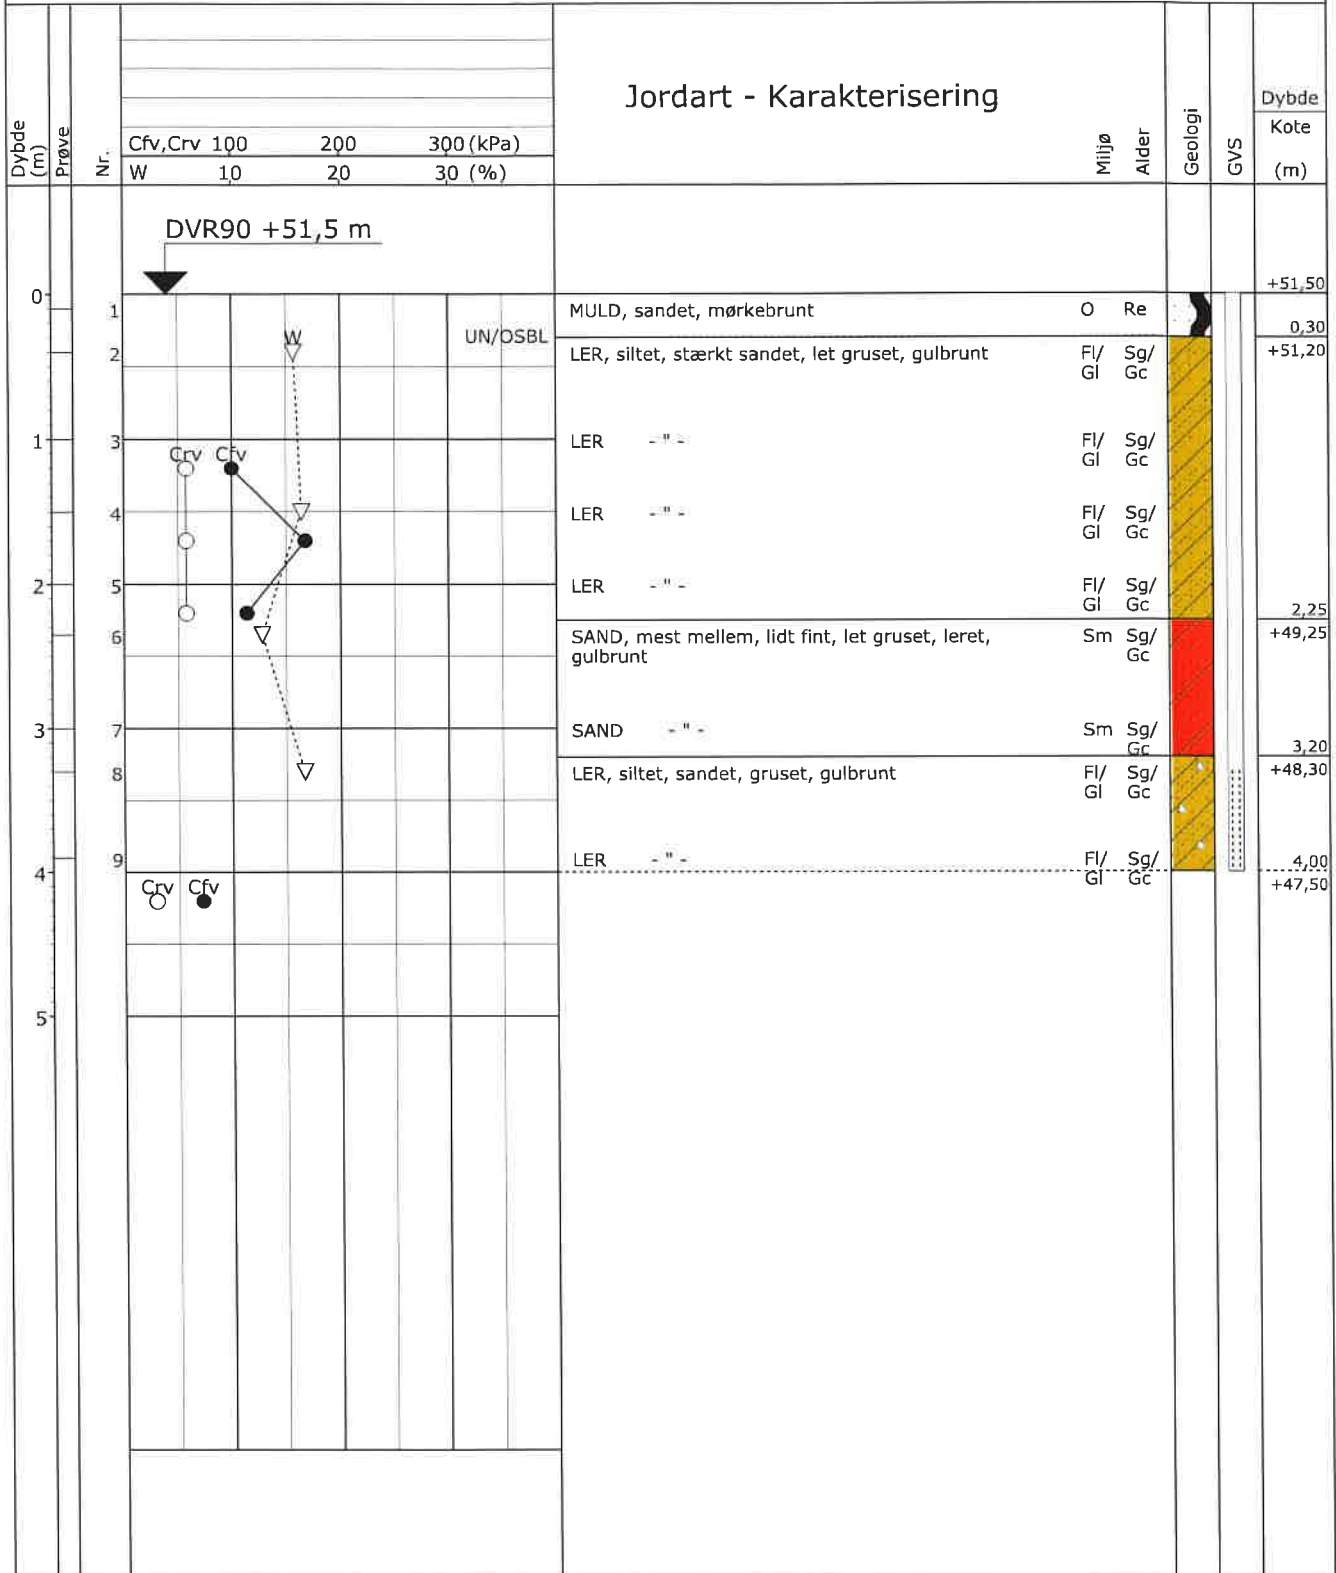 Jordart - Karakterisering
Dybde (m)
Prøve
Nr.
Cfv,Crv 100 200 300 (kPa)
W 10 20 30 (%)
Miljø
Alder
Geologi
GVS
Dybde
Kote
(m)
DVR90 +51,5 m
+51,50
0
1 MULD, sandet, mørkebrunt O Re
0,30
W UN/OSBL
2 LER, siltet, stærkt sandet, let gruset, gulbrunt Fl/ Sg/ +51,20
Gl Gc
1 3 LER - " - Fl/ Sg/
Gl Gc
Crv Cfv
4 LER - " - Fl/ Sg/
Gl Gc
2 5 LER - " - Fl/ Sg/
Gl Gc
2,25
6 SAND, mest mellem, lidt fint, let gruset, leret, Sm Sg/ +49,25
gulbrunt Gc
3 7 SAND - " - Sm Sg/
Gc 3,20
8 LER, siltet, sandet, gruset, gulbrunt Fl/ Sg/ +48,30
Gl Gc
9 LER - " - Fl/ Sg/ 4,00
4 Gl Gc +47,50
Crv Cfv
5